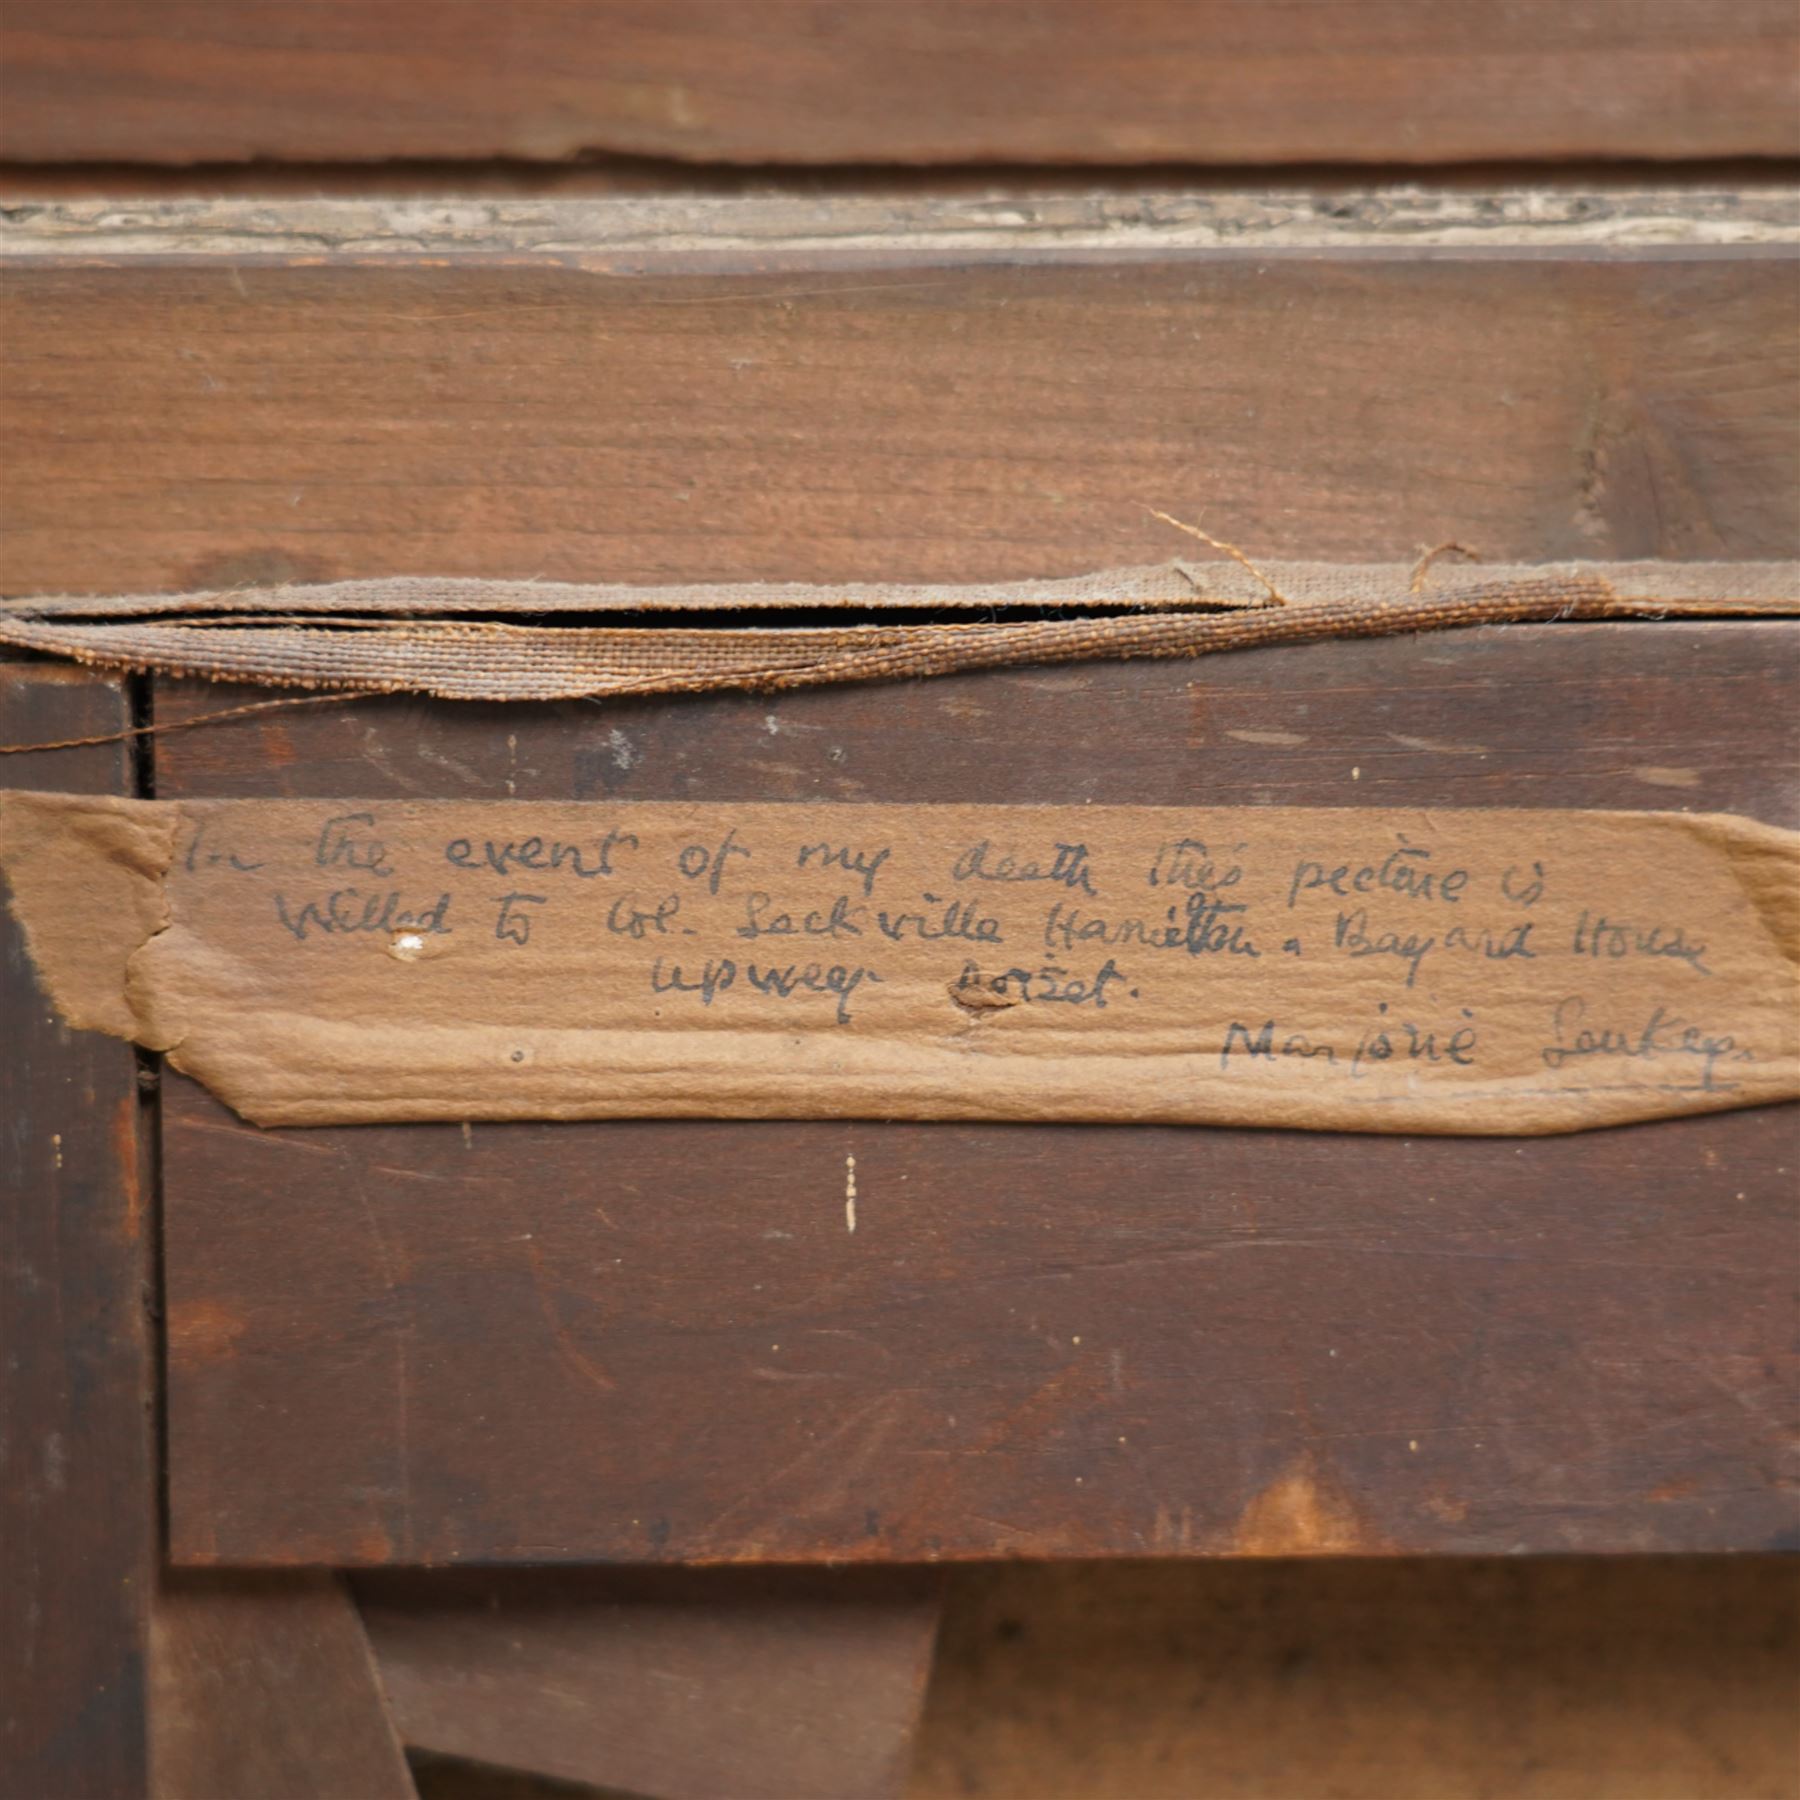 In the event of my death this picture is
willed to Col. Sackville Hamilton. Bayard House
Upwey Dorset.
Marjorie